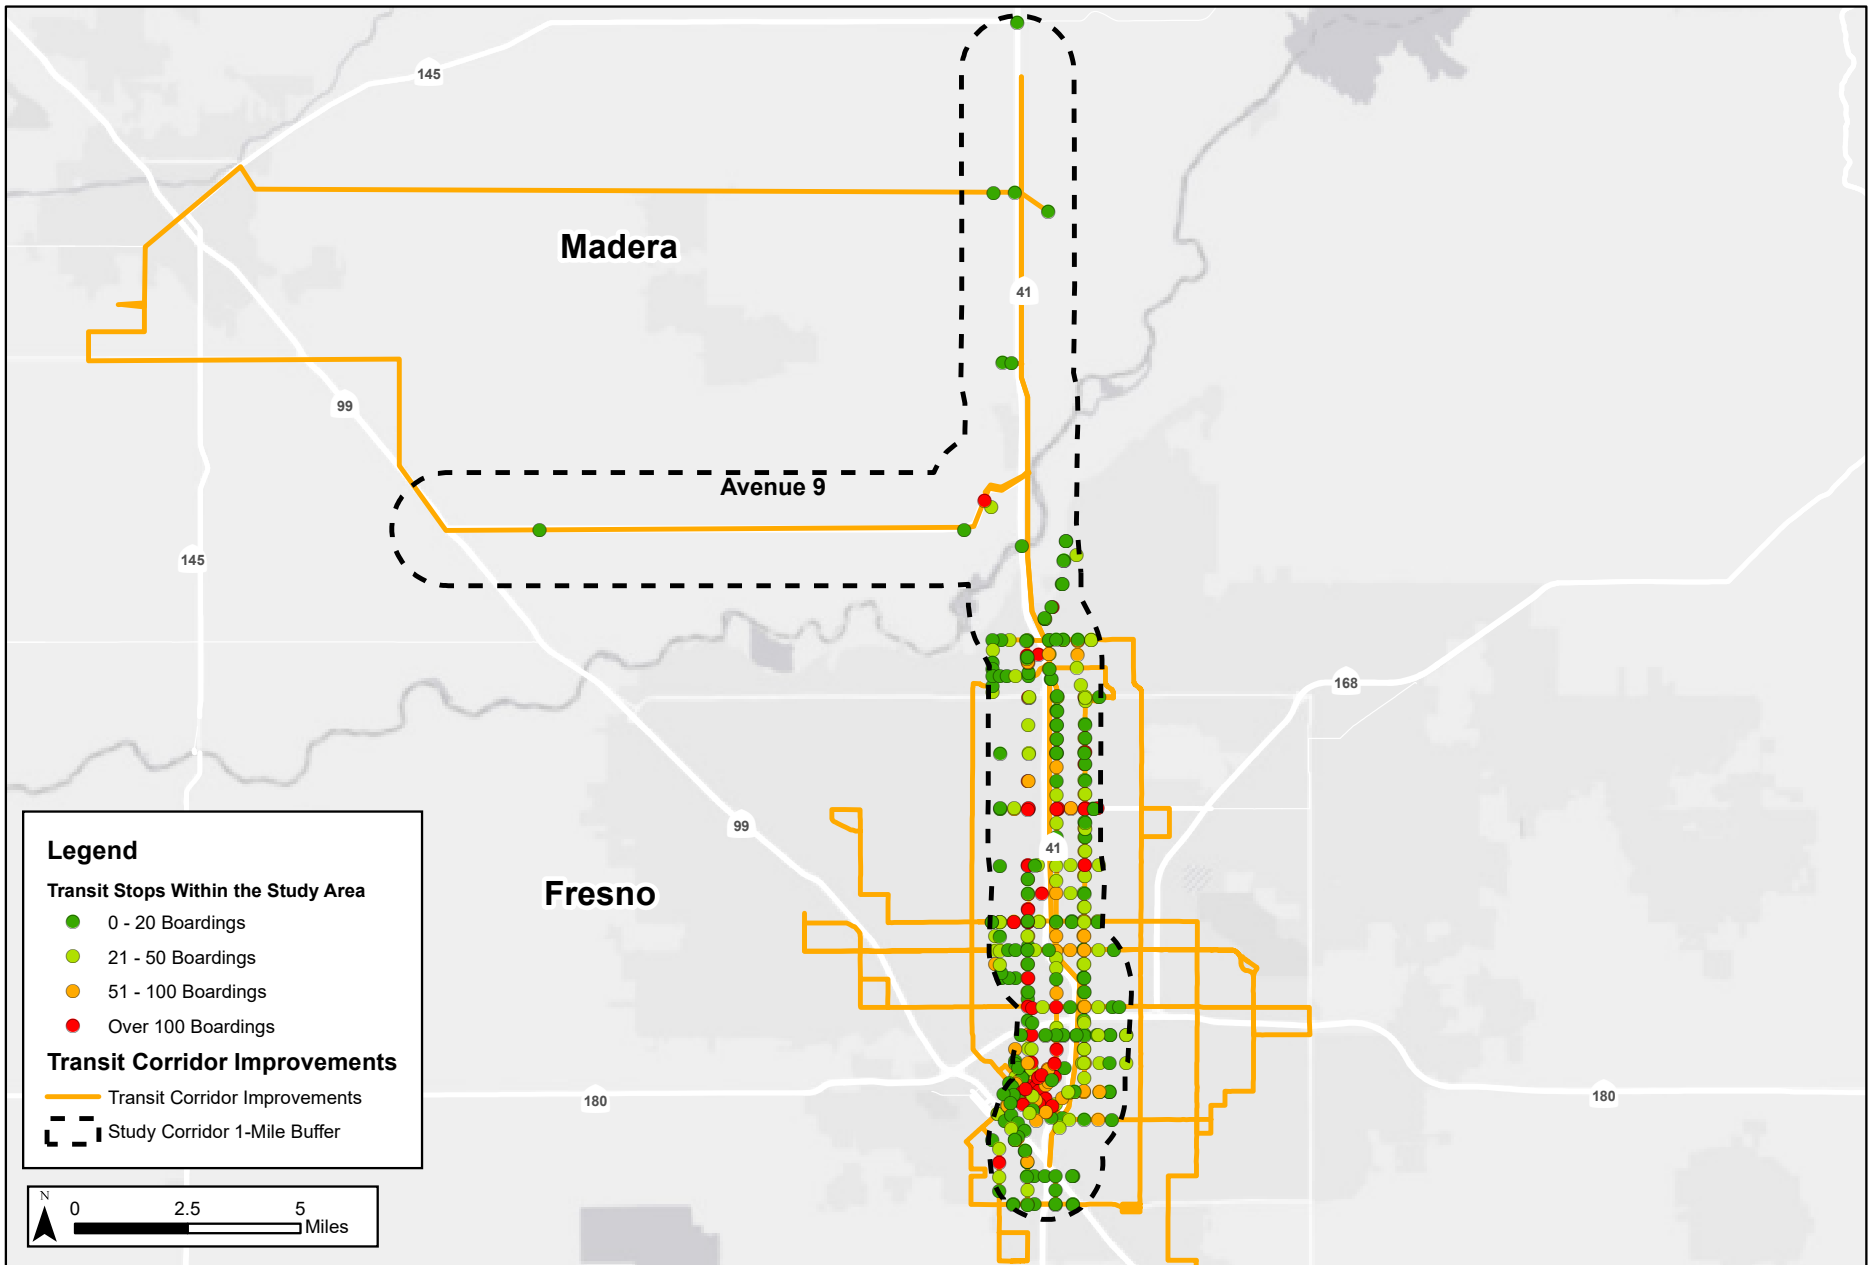 145
Madera
41
99
Avenue 9
145
168
99
41
Fresno
180
180
Legend
Transit Stops Within the Study Area
0 - 20 Boardings
21 - 50 Boardings
51 - 100 Boardings
Over 100 Boardings
Transit Corridor Improvements
Transit Corridor Improvements
Study Corridor 1-Mile Buffer
N
0 2.5 5
Miles